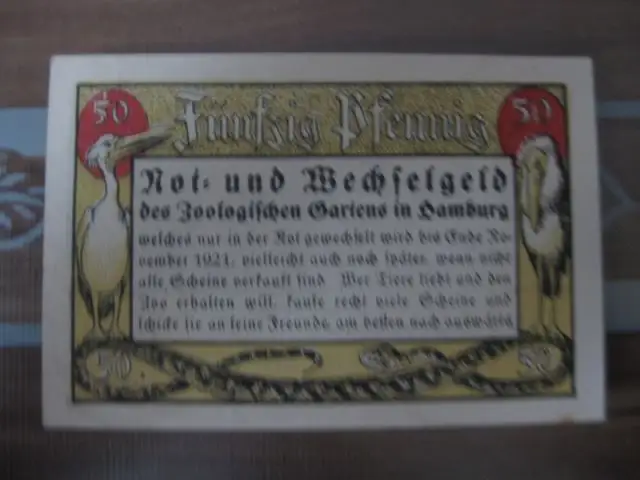 50 Fünfzig Pfennig 50
Not- und Wechselgeld
des Zoologischen Gartens in Hamburg
welches nur in der Not gewechselt wird bis Ende No-
vember 1921, vielleicht auch noch später, wenn nicht
alle Scheine verkauft sind. Wer Tiere liebt und den
Zoo erhalten will, kaufe recht viele Scheine und
schicke sie an seine Freunde, am besten nach auswärts
50 50